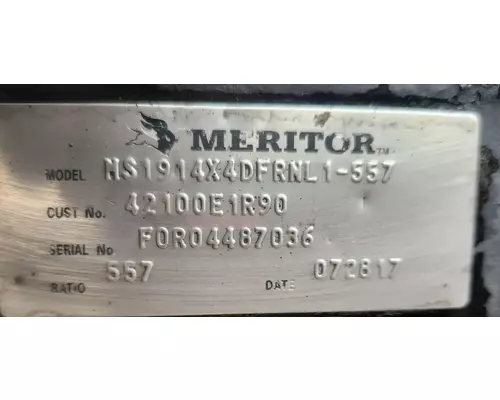 MERITOR™
MODEL MS1914X4DFRNL1-557
CUST No. 42100E1R90
SERIAL No F0R04487036
557 072817
RATIO DATE